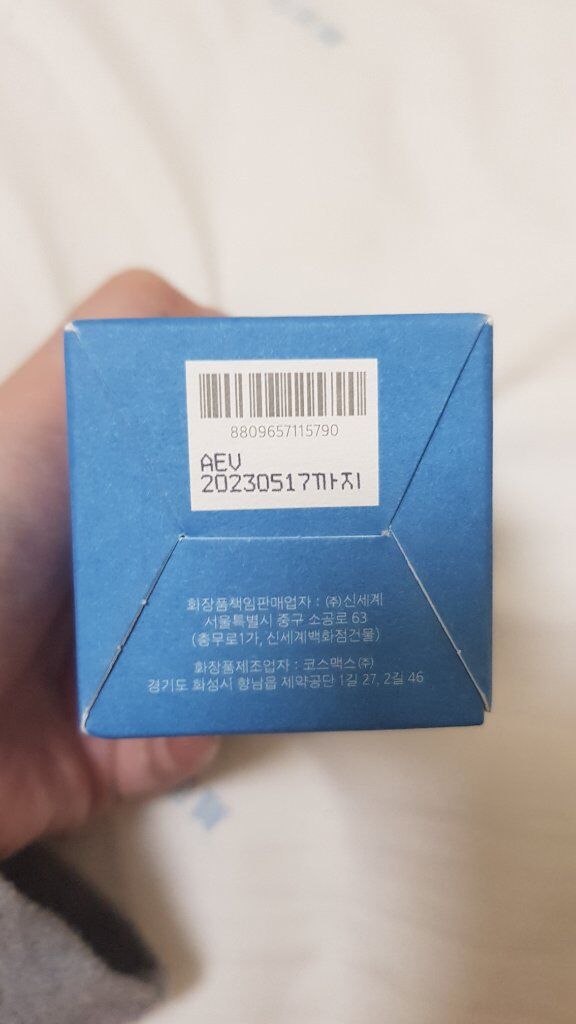 8809657115790
AEV
20230517까지
화장품책임판매업자 : ㈜신세계
서울특별시 중구 소공로 63
(충무로1가, 신세계백화점건물)
화장품제조업자 : 코스맥스㈜
경기도 화성시 향남읍 제약공단 1길 27, 2길 46